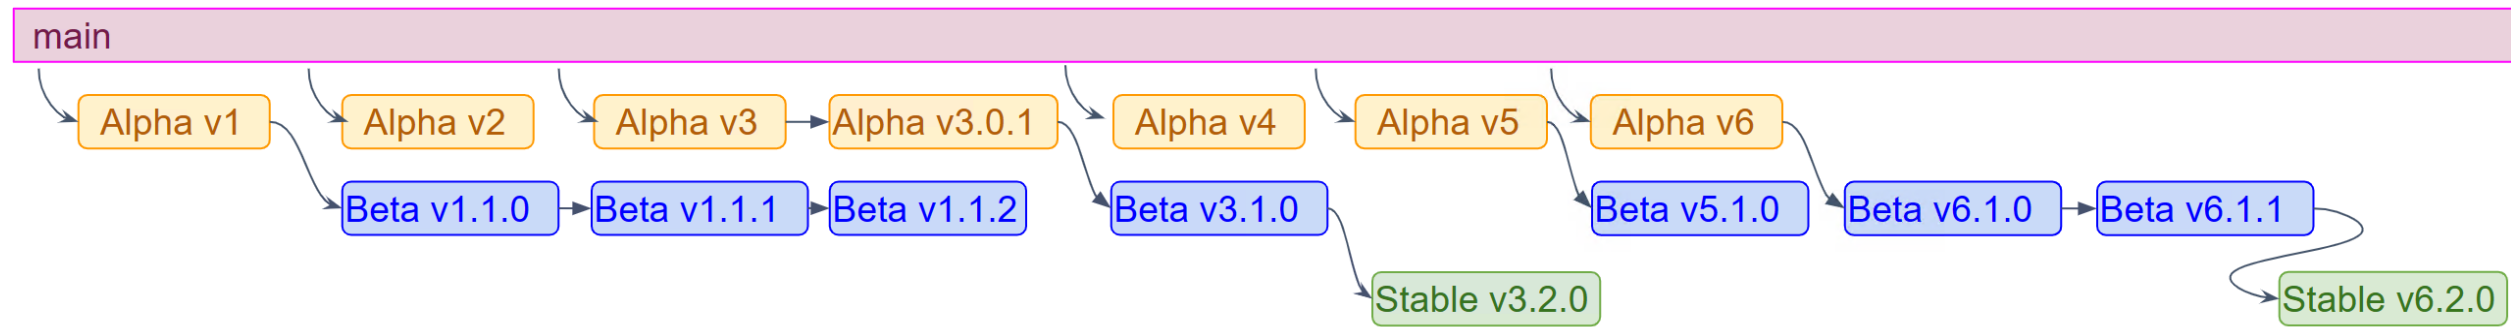 main
Alpha v1
Alpha v2
Alpha v3
Alpha v3.0.1
Alpha v4
Alpha v5
Alpha v6
Beta v1.1.0
Beta v1.1.1
Beta v1.1.2
Beta v3.1.0
Beta v5.1.0
Beta v6.1.0
Beta v6.1.1
Stable v3.2.0
Stable v6.2.0